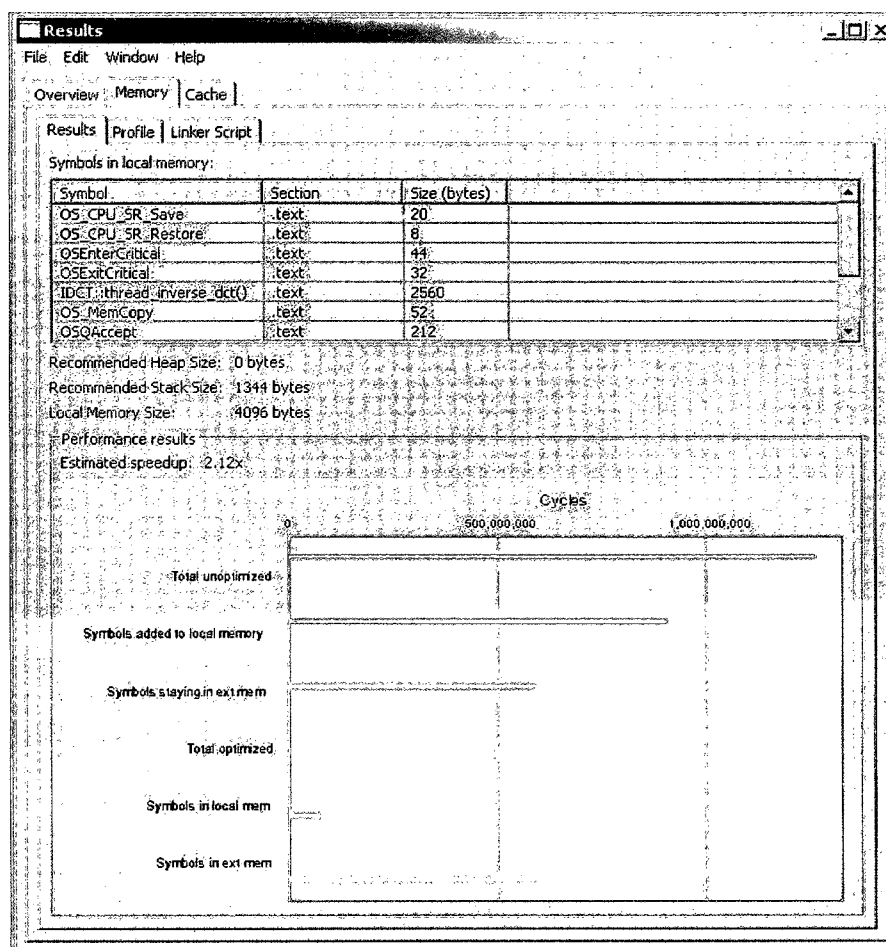 Results
File Edit Window Help
Overview Memory Cache
Results Profile Linker Script
Symbols in local memory:
Symbol Section Size (bytes)
OS_CPU_SR_Save .text 20
OS_CPU_SR_Restore .text 8
OSEnterCritical .text 44
OSExitCritical .text 32
IDCT::thread_inverse_dct() .text 2560
OS_MemCopy .text 52
OSQAccept .text 212
Recommended Heap Size: 0 bytes
Recommended Stack Size: 1344 bytes
Local Memory Size: 4096 bytes
Performance results
Estimated speedup: 2.12x
Cycles
0 500,000,000 1,000,000,000
Total unoptimized
Symbols added to local memory
Symbols staying in ext mem
Total optimized
Symbols in local mem
Symbols in ext mem